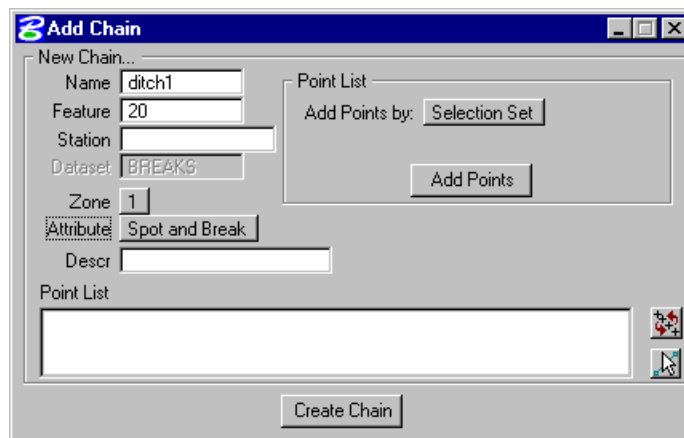 Add Chain
New Chain...
Name ditch1
Feature 20
Station
Dataset BREAKS
Zone 1
Attribute Spot and Break
Descr
Point List
Add Points by: Selection Set
Add Points
Point List
Create Chain